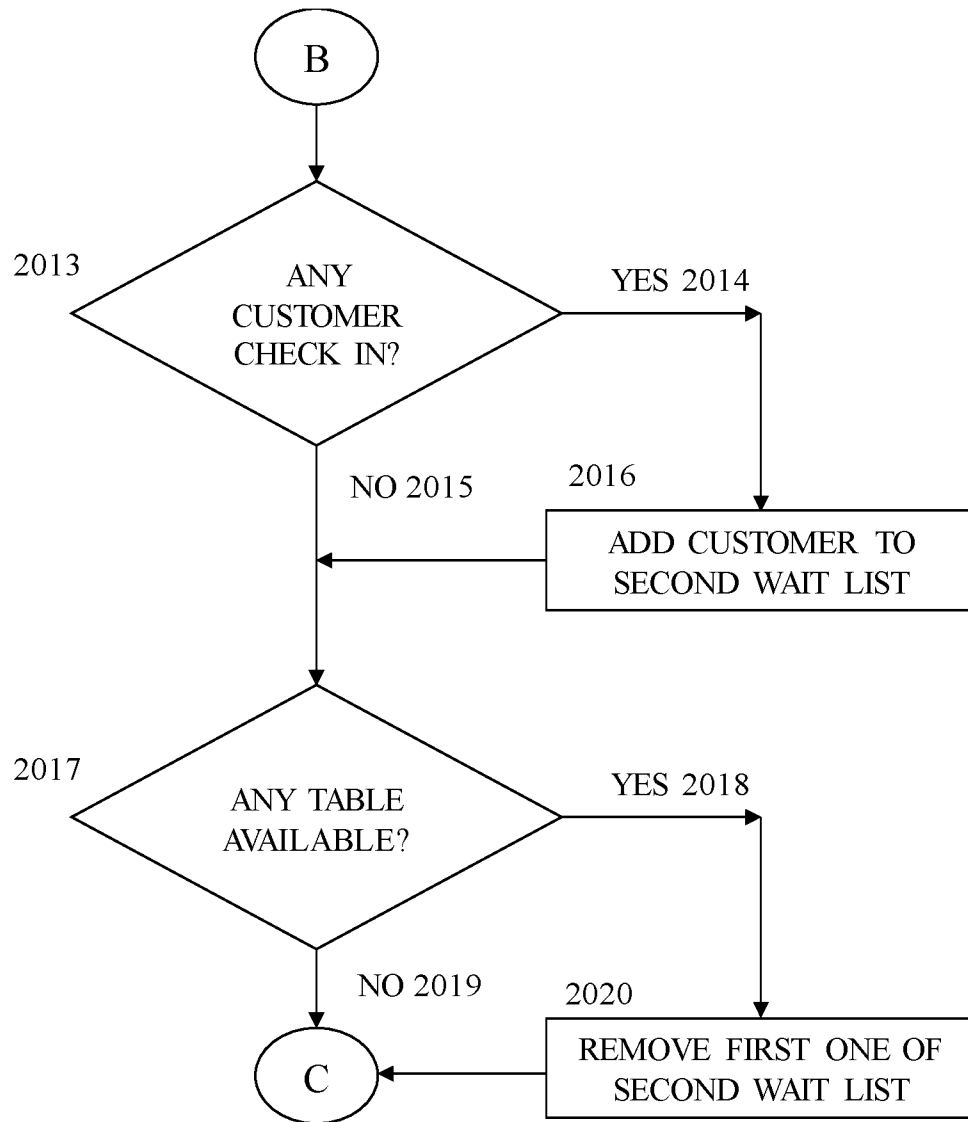 B
2013
ANY
CUSTOMER
CHECK IN?
YES 2014
NO 2015
2016
ADD CUSTOMER TO
SECOND WAIT LIST
2017
ANY TABLE
AVAILABLE?
YES 2018
NO 2019
2020
REMOVE FIRST ONE OF
SECOND WAIT LIST
C